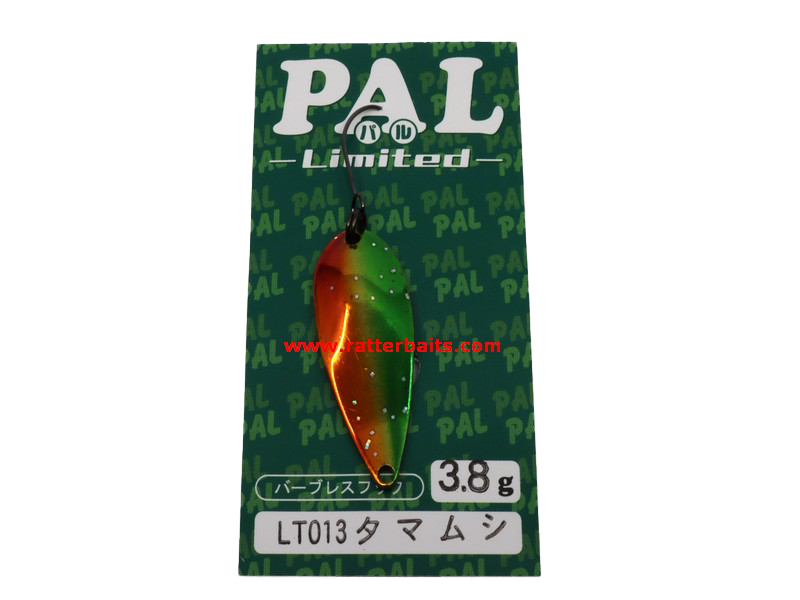 PAL
パル
-Limited-
www.ratterbaits.com
バーブレスフック
3.8g
LT013タマムシ